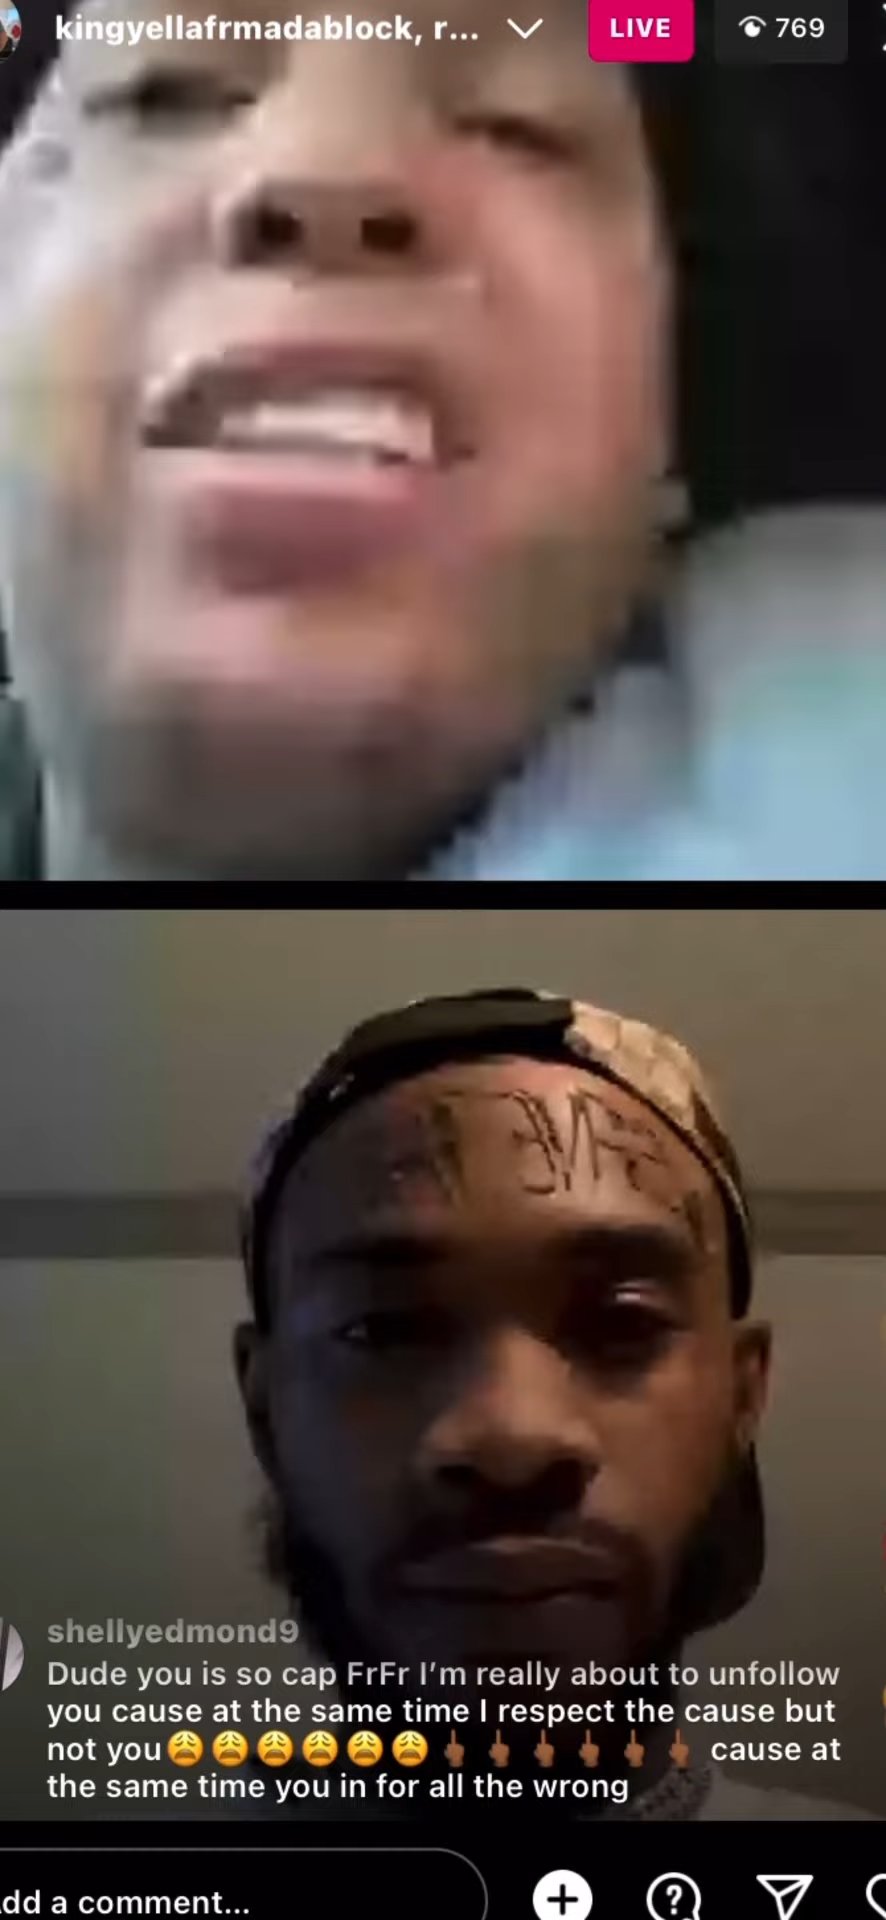 kingyellafrmadablock, r...
LIVE
769
shellyedmond9
Dude you is so cap FrFr I'm really about to unfollow
you cause at the same time I respect the cause but
not you😩😩😩😩😩😩🖕🏾🖕🏾🖕🏾🖕🏾🖕🏾🖕🏾 cause at
the same time you in for all the wrong
dd a comment...